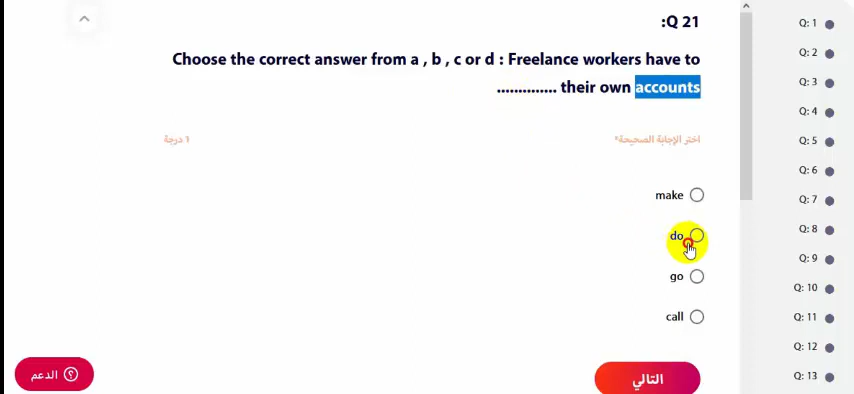 Q 21:
Choose the correct answer from a , b , c or d : Freelance workers have to
.............. their own accounts
اختر الإجابة الصحيحة*
١ درجة
make
do
go
call
التالي
الدعم
Q: 1
Q: 2
Q: 3
Q: 4
Q: 5
Q: 6
Q: 7
Q: 8
Q: 9
Q: 10
Q: 11
Q: 12
Q: 13